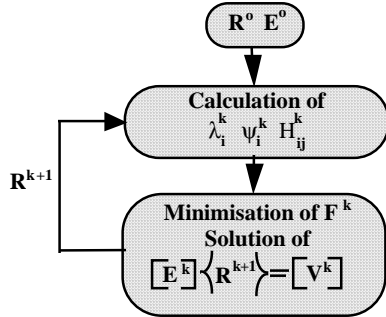 R° E°
Calculation of
λᵢᵏ ψᵢᵏ Hᵢⱼᵏ
Rᵏ⁺¹
Minimisation of Fᵏ
Solution of
[Eᵏ]{Rᵏ⁺¹}=[Vᵏ]